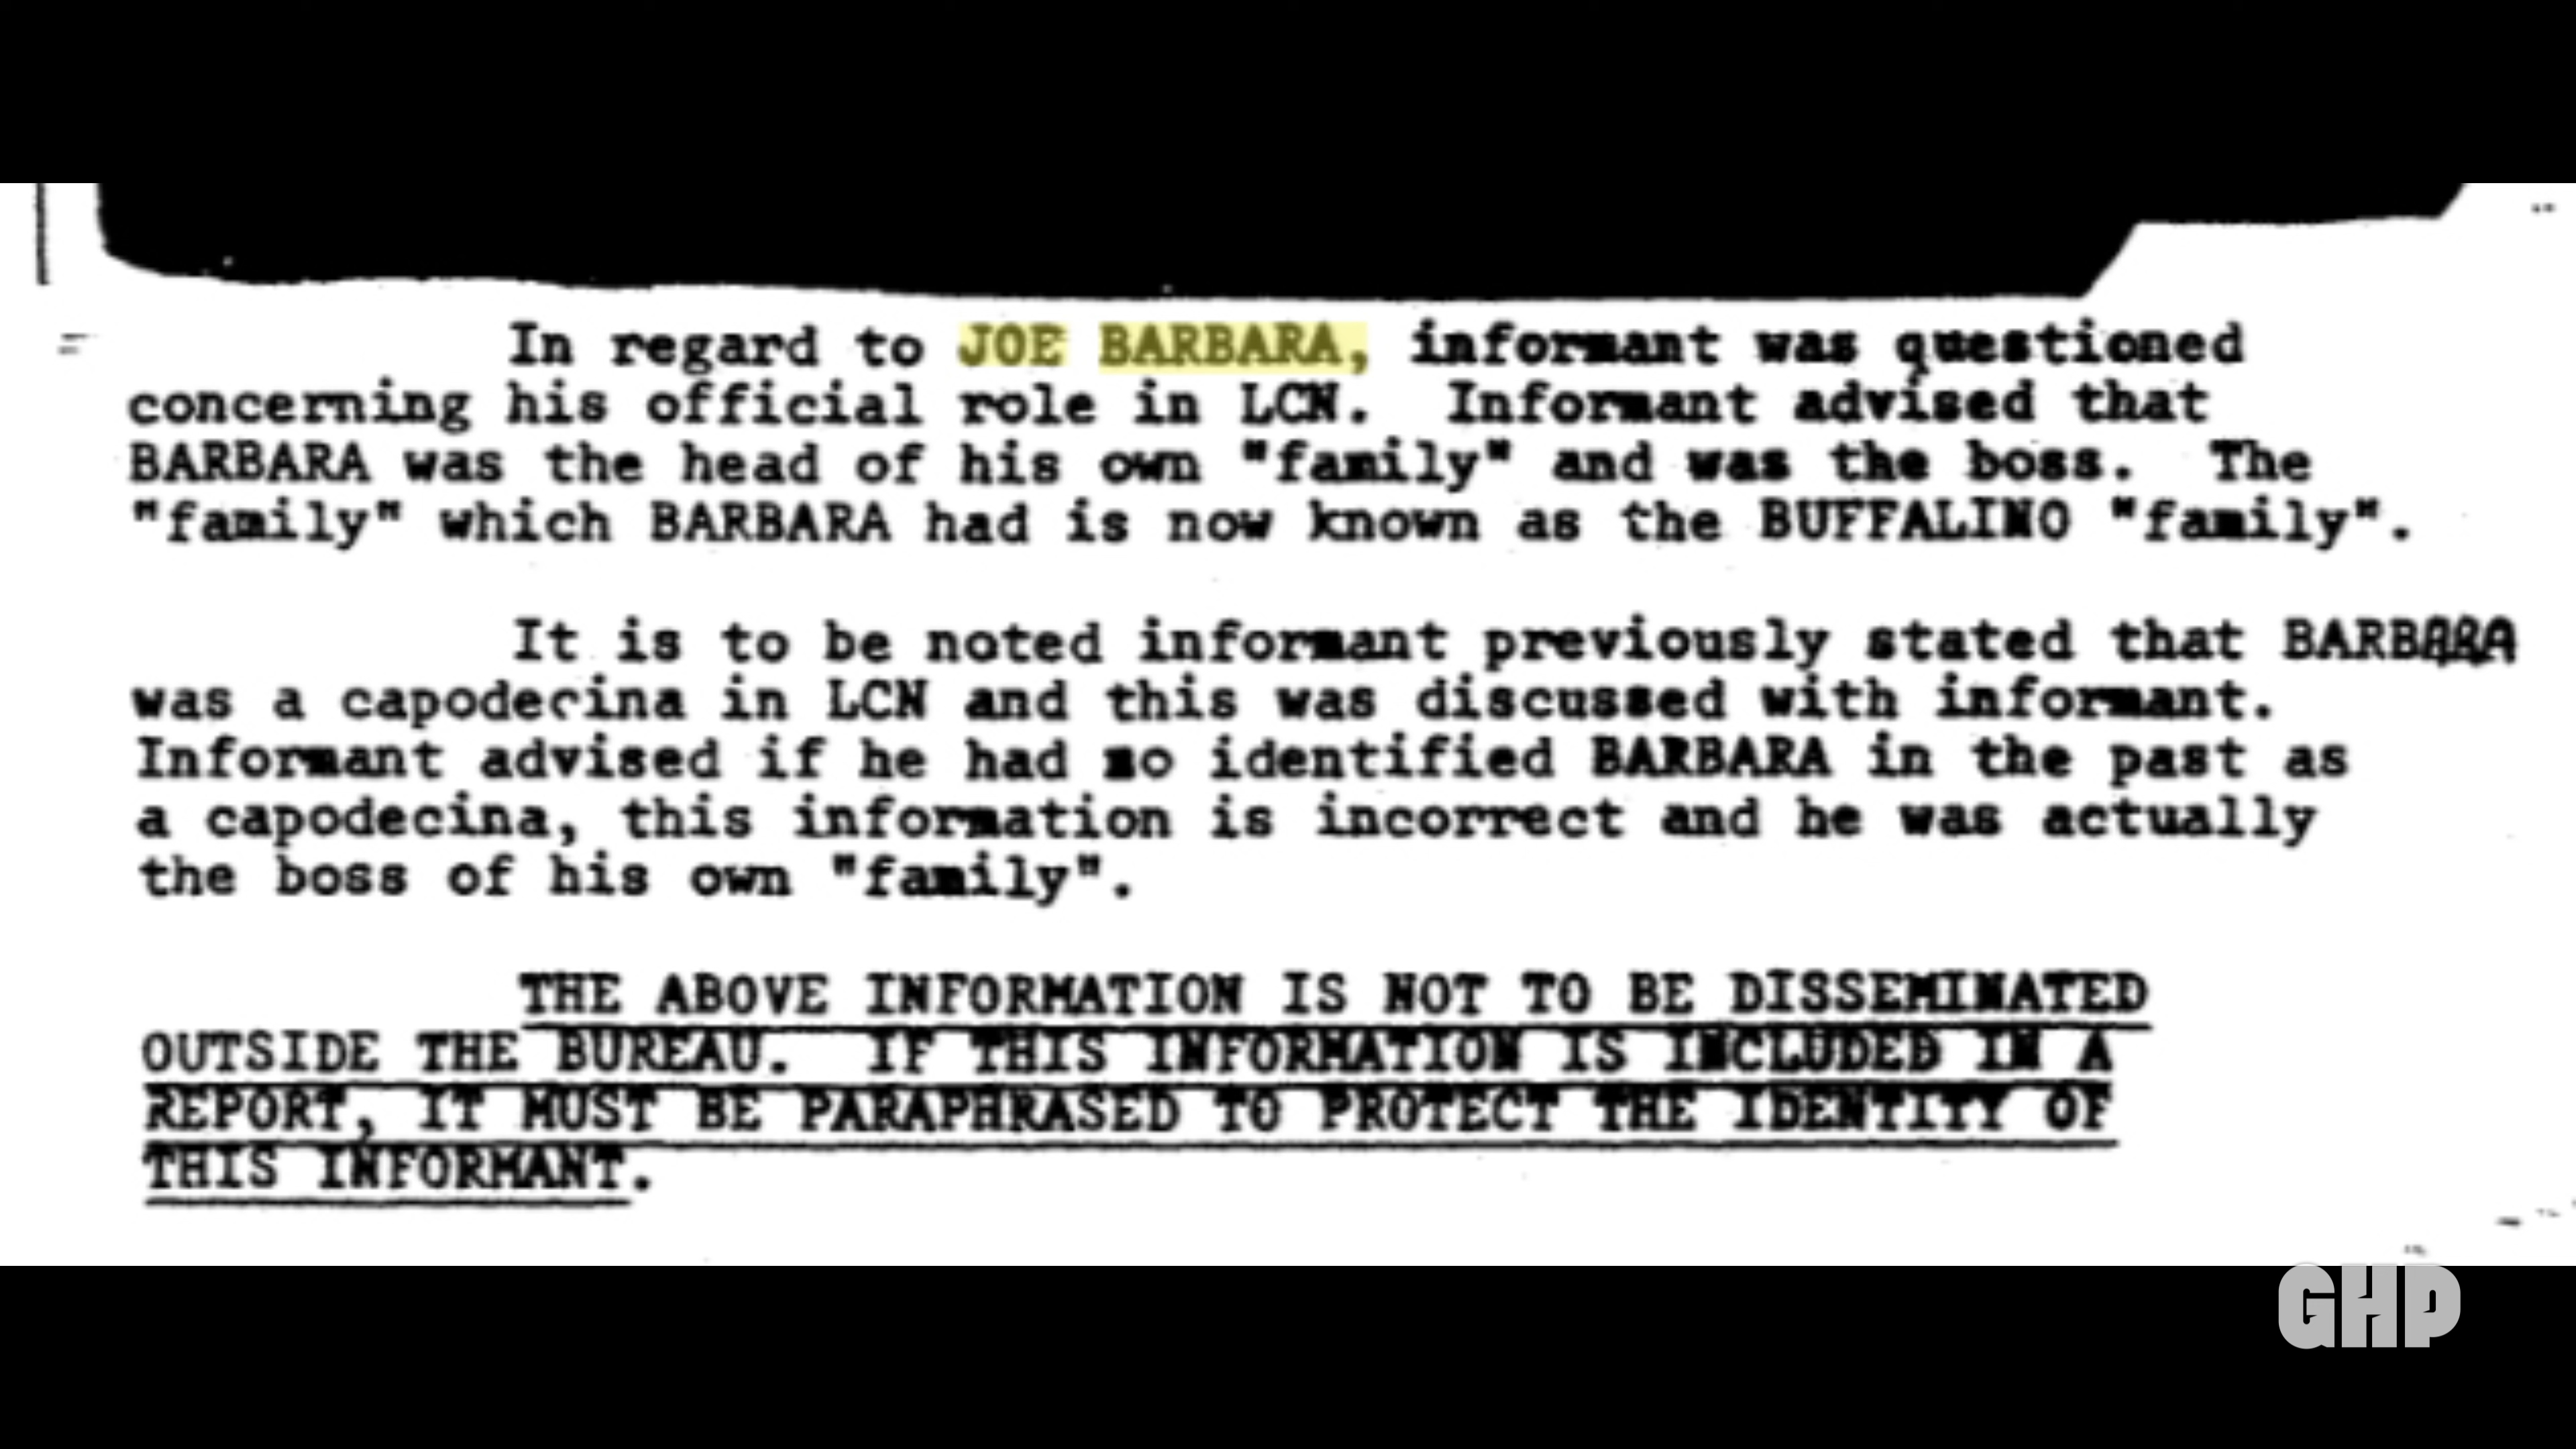 In regard to JOE BARBARA, informant was questioned
concerning his official role in LCN. Informant advised that
BARBARA was the head of his own "family" and was the boss. The
"family" which BARBARA had is now known as the BUFFALINO "family".
It is to be noted informant previously stated that BARBARA
was a capodecina in LCN and this was discussed with informant.
Informant advised if he had so identified BARBARA in the past as
a capodecina, this information is incorrect and he was actually
the boss of his own "family".
THE ABOVE INFORMATION IS NOT TO BE DISSEMINATED
OUTSIDE THE BUREAU. IF THIS INFORMATION IS INCLUDED IN A
REPORT, IT MUST BE PARAPHRASED TO PROTECT THE IDENTITY OF
THIS INFORMANT.
GHP